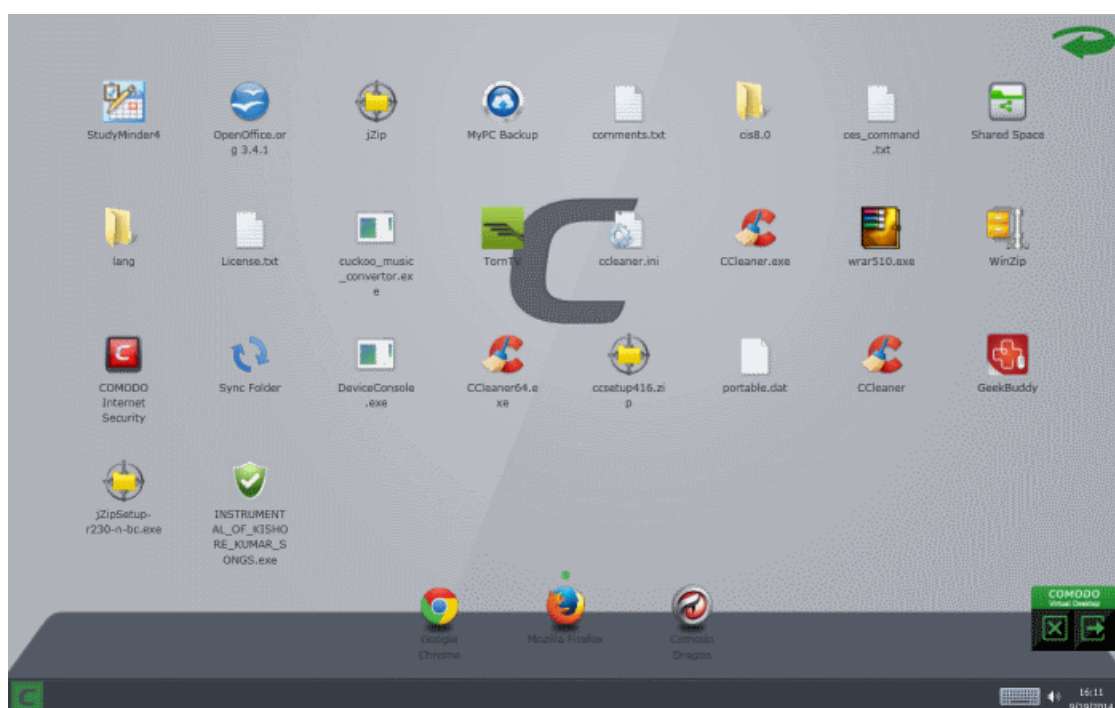 StudyMinder4
OpenOffice.or
g 3.4.1
jZip
MyPC Backup
comments.txt
cis8.0
ces_command
.txt
Shared Space
lang
License.txt
cuckoo_music
_convertor.ex
e
TornTV
ccleaner.ini
CCleaner.exe
wrar510.exe
WinZip
COMODO
Internet
Security
Sync Folder
DeviceConsole
.exe
CCleaner64.e
xe
ccsetup416.zi
p
portable.dat
CCleaner
GeekBuddy
jZipSetup-
r230-n-bc.exe
INSTRUMENT
AL_OF_KISHO
RE_KUMAR_S
ONGS.exe
Google
Chrome
Mozilla Firefox
Comodo
Dragon
COMODO
Virtual Desktop
16:11
9/19/2014